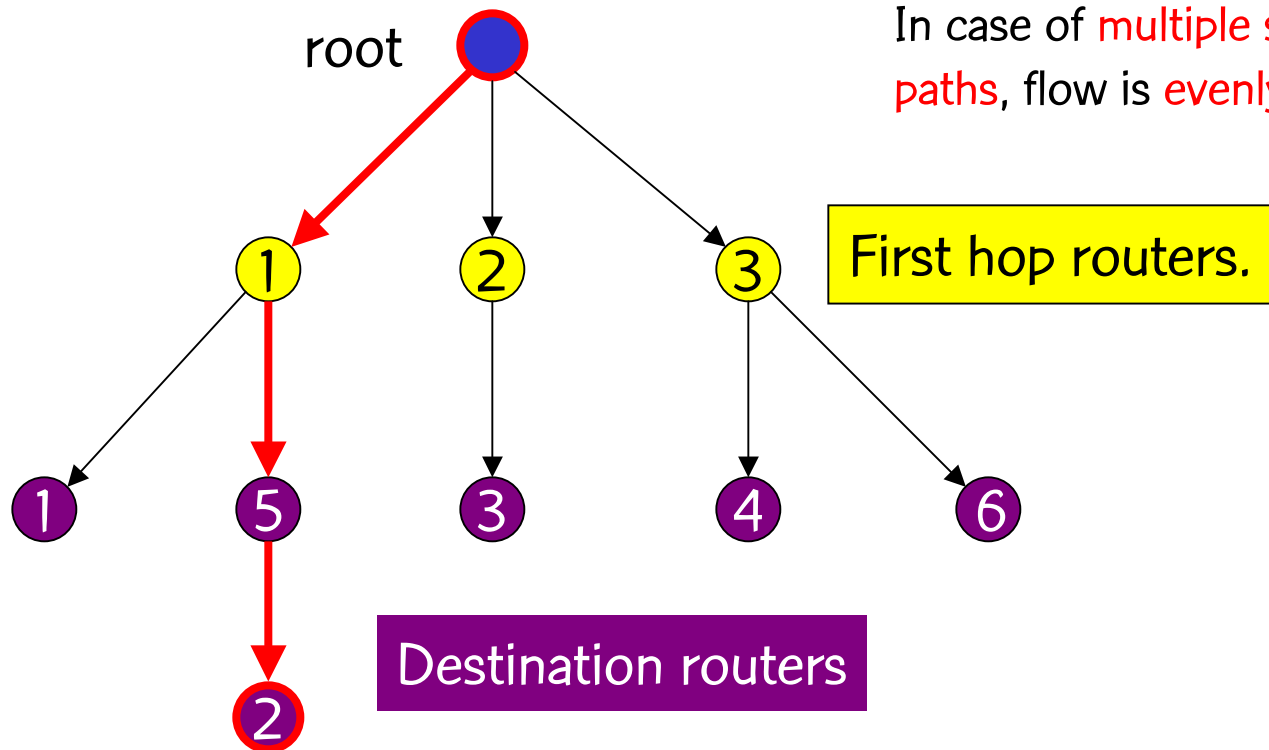 root
In case of multiple
paths, flow is evenly
1
2
3
First hop routers.
1
5
3
4
6
Destination routers
2